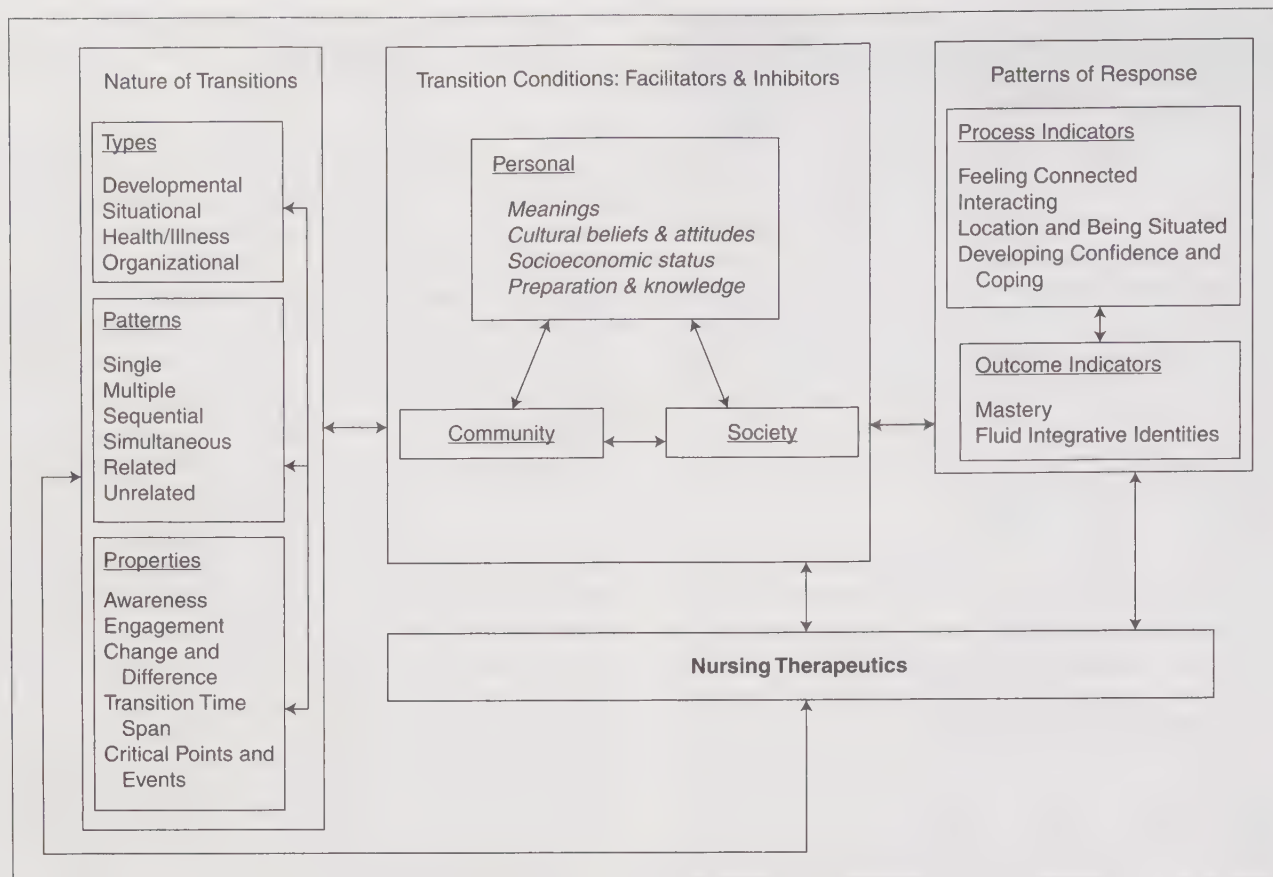 Nature of Transitions
Types
Developmental
Situational
Health/Illness
Organizational
Patterns
Single
Multiple
Sequential
Simultaneous
Related
Unrelated
Properties
Awareness
Engagement
Change and
Difference
Transition Time
Span
Critical Points and
Events
Transition Conditions: Facilitators & Inhibitors
Personal
Meanings
Cultural beliefs & attitudes
Socioeconomic status
Preparation & knowledge
Community
Society
Patterns of Response
Process Indicators
Feeling Connected
Interacting
Location and Being Situated
Developing Confidence and
Coping
Outcome Indicators
Mastery
Fluid Integrative Identities
Nursing Therapeutics